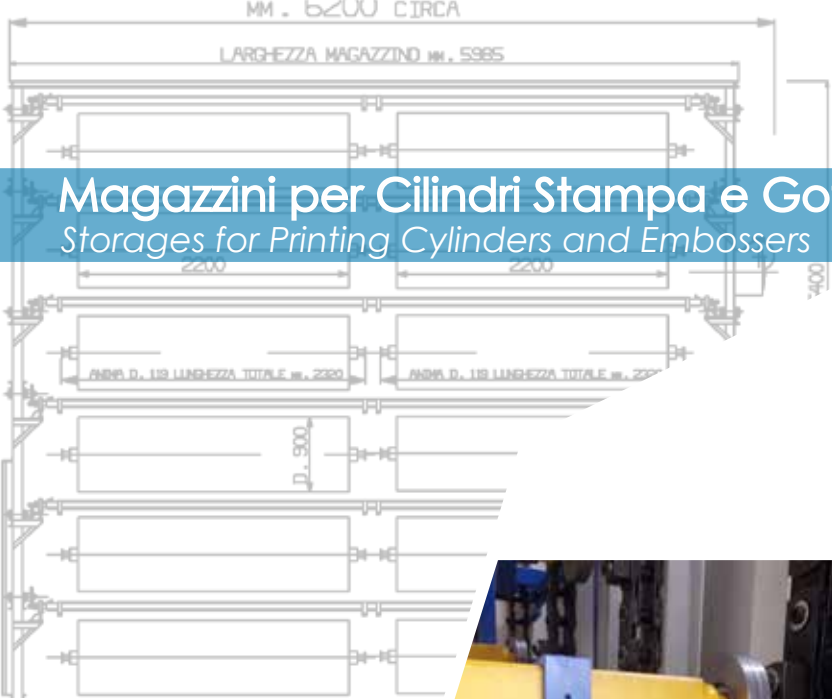 MM. 6200 CIRCA
LARGHEZZA MAGAZZINO MM. 5985
Magazzini per Cilindri Stampa e Go
Storages for Printing Cylinders and Embossers
2200 2200
ANIMA D. 119 LUNGHEZZA TOTALE MM. 2320 ANIMA D. 119 LUNGHEZZA TOTALE MM. 2320
D. 900